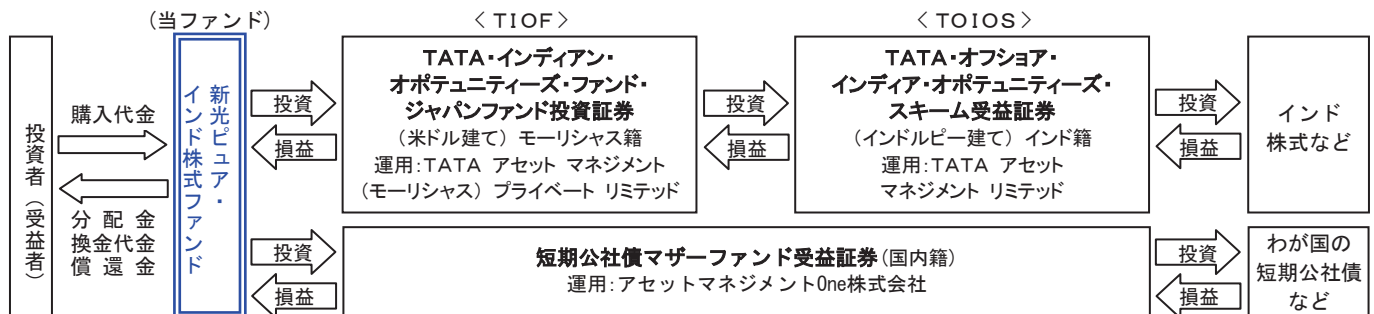 (当ファンド)
<TIOF>
<TOIOS>
投資者(受益者)
購入代金
分配金
換金代金
償還金
新光ピュア・
インド株式ファンド
投資
損益
TATA・インディアン・
オポテュニティーズ・ファンド・
ジャパンファンド投資証券
(米ドル建て) モーリシャス籍
運用:TATA アセット マネジメント
(モーリシャス) プライベート リミテッド
投資
損益
TATA・オフショア・
インディア・オポテュニティーズ・
スキーム受益証券
(インドルピー建て) インド籍
運用:TATA アセット
マネジメント リミテッド
投資
損益
インド
株式など
投資
損益
短期公社債マザーファンド受益証券(国内籍)
運用:アセットマネジメントOne株式会社
投資
損益
わが国の
短期公社債
など